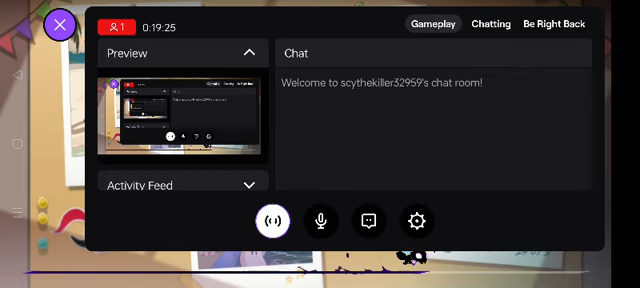 1 0:19:25 Gameplay Chatting Be Right Back
Preview
Chat
Welcome to scythekiller32959's chat room!
Activity Feed